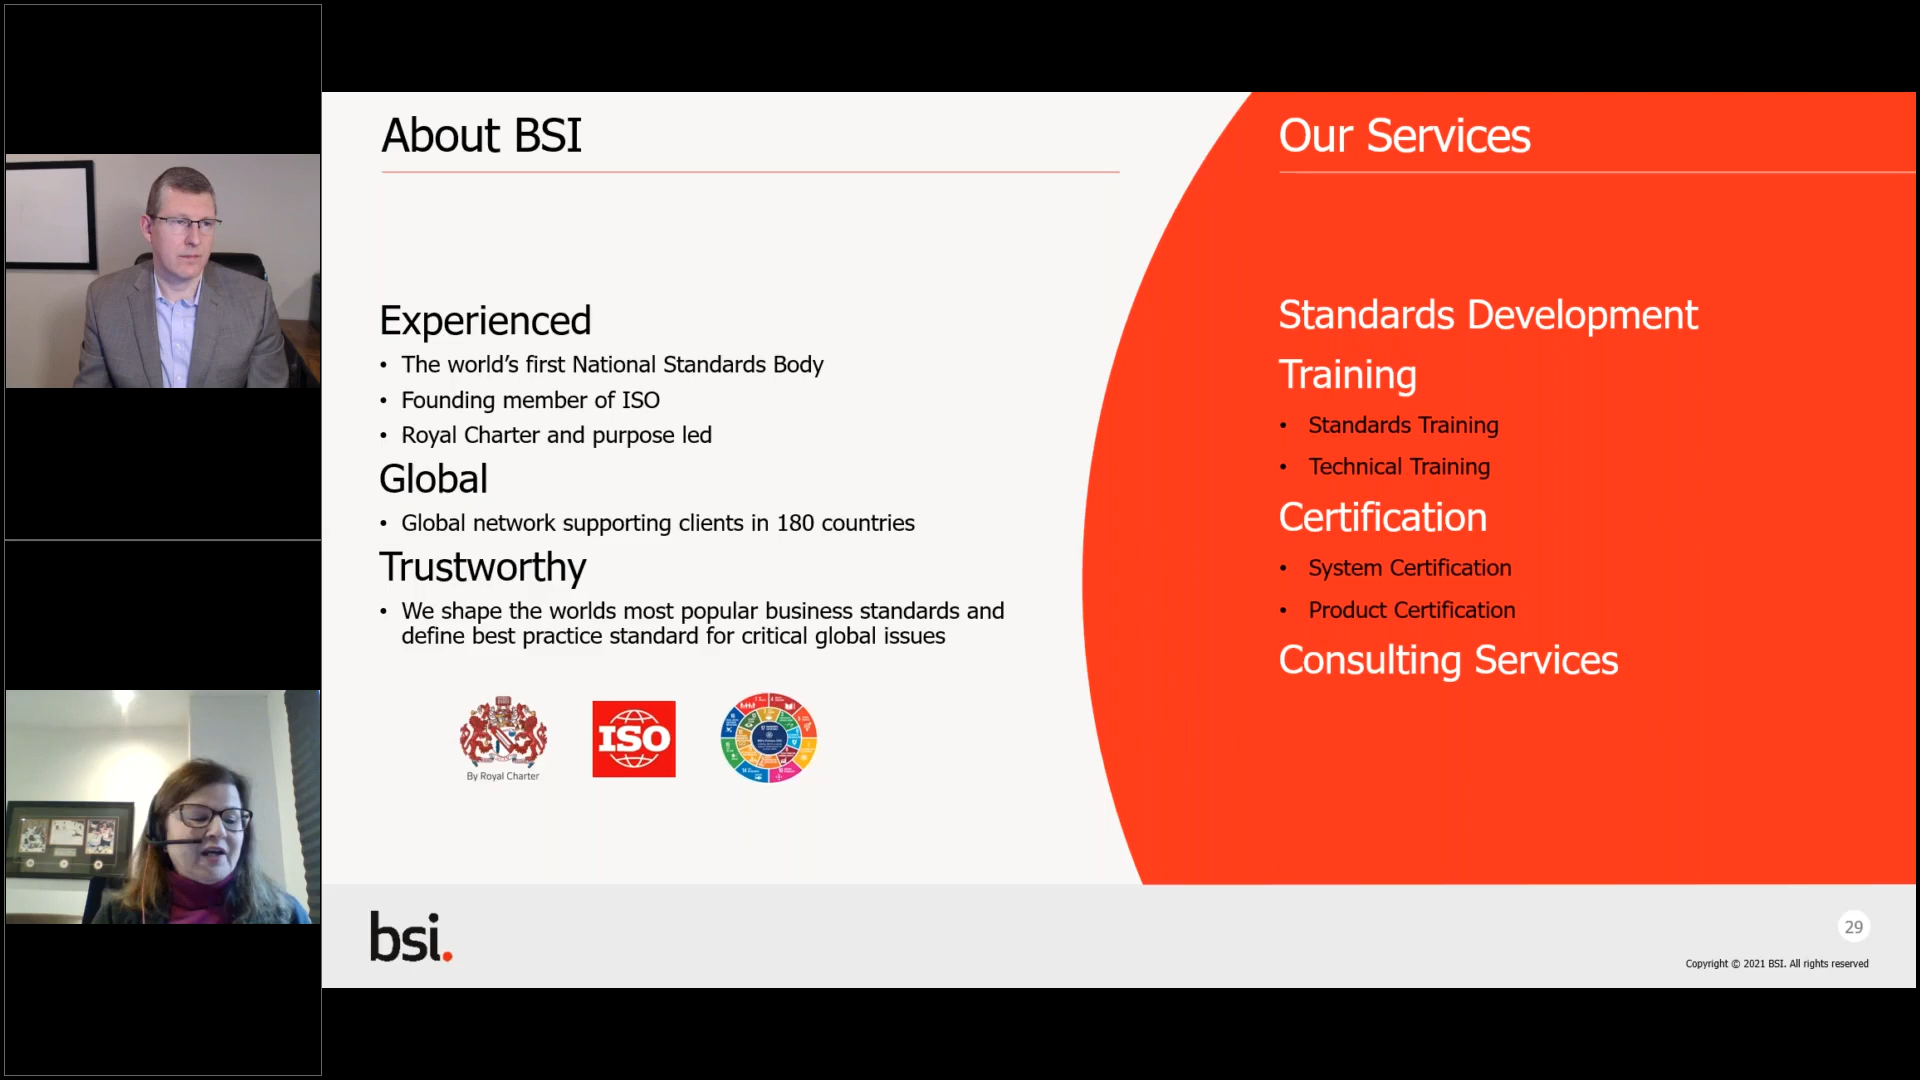 About BSI
Experienced
• The world’s first National Standards Body
• Founding member of ISO
• Royal Charter and purpose led
Global
• Global network supporting clients in 180 countries
Trustworthy
• We shape the worlds most popular business standards and
define best practice standard for critical global issues
By Royal Charter
ISO
Our Services
Standards Development
Training
• Standards Training
• Technical Training
Certification
• System Certification
• Product Certification
Consulting Services
bsi.
29
Copyright © 2021 BSI. All rights reserved